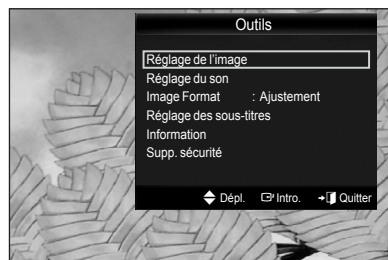 Outils
Réglage de l'image
Réglage du son
Image Format : Ajustement
Réglage des sous-titres
Information
Supp. sécurité
Dépl. Intro. Quitter